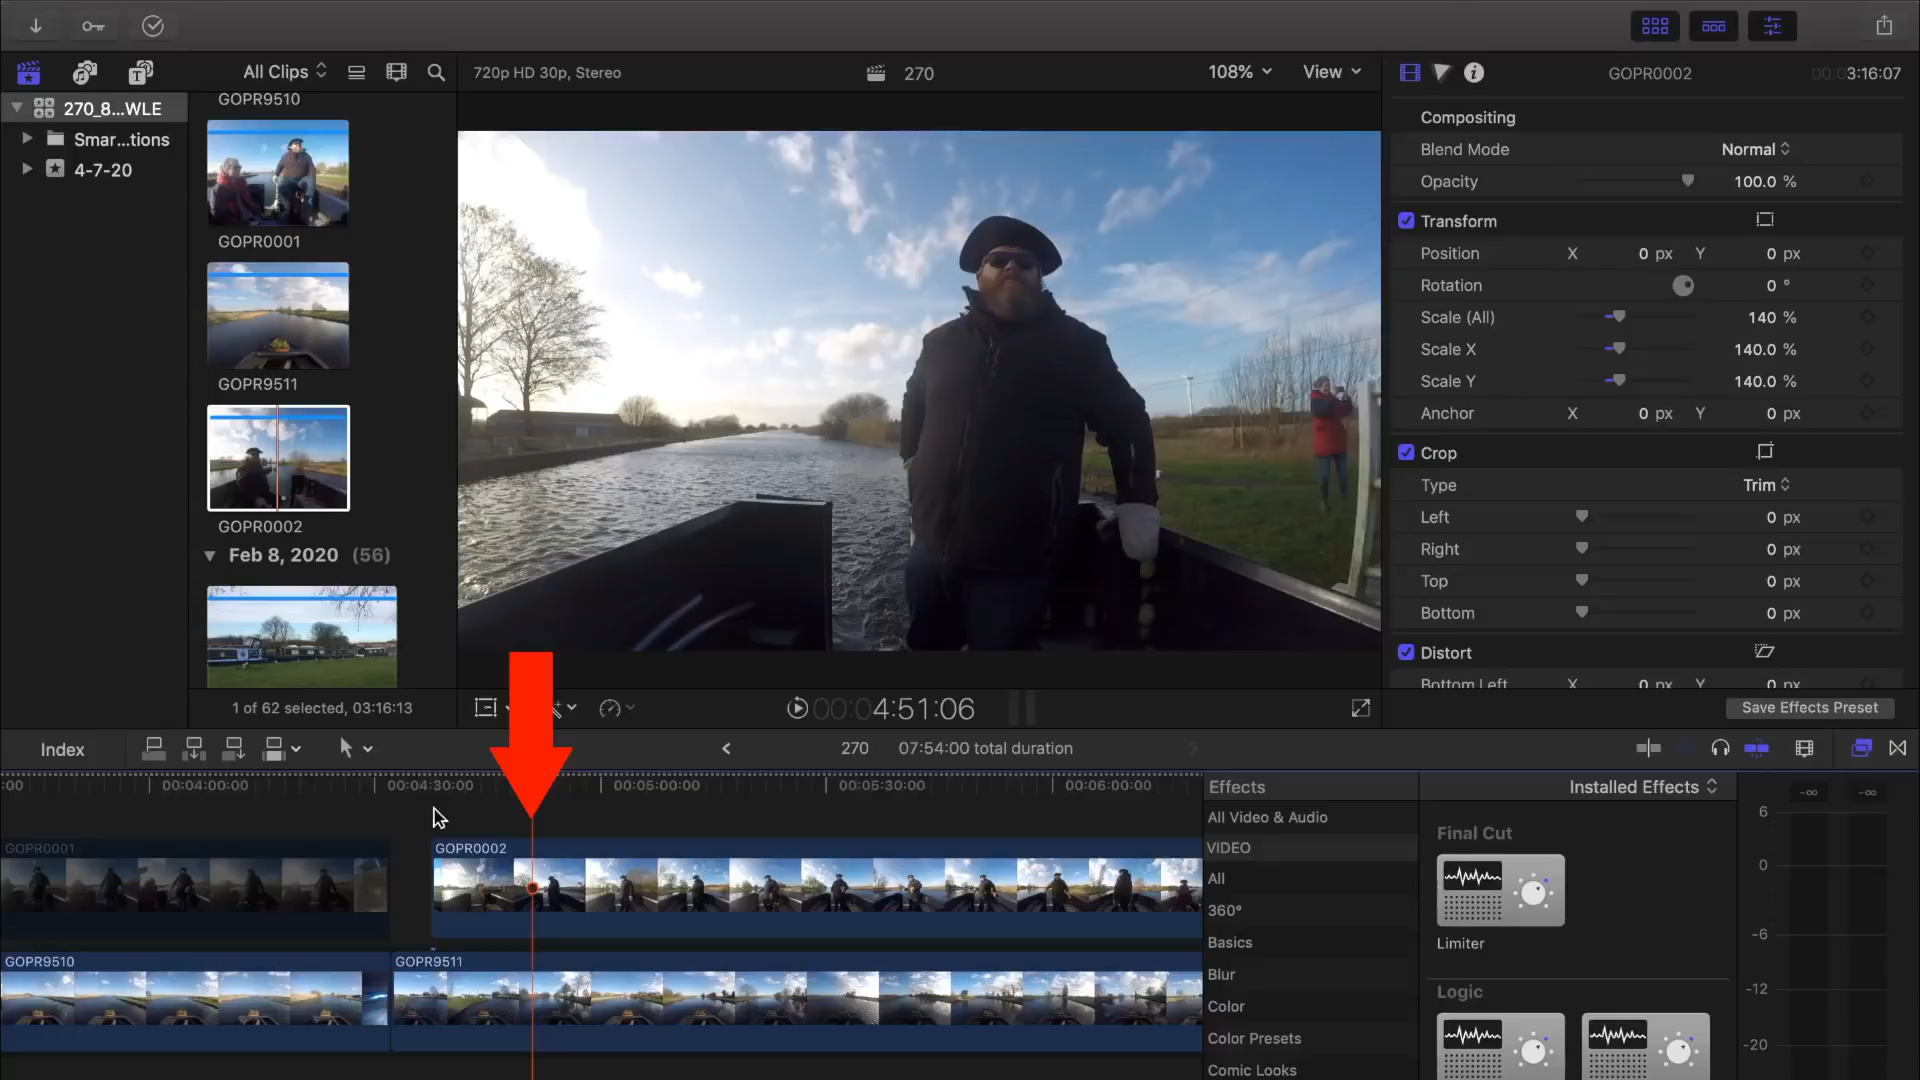 All Clips
720p HD 30p, Stereo
270
108%
View
GOPR0002
00:03:16:07
270_8...WLE
Smar...tions
4-7-20
GOPR9510
GOPR0001
GOPR9511
GOPR0002
Feb 8, 2020 (56)
1 of 62 selected, 03:16:13
00:04:51:06
Compositing
Blend Mode Normal
Opacity 100.0 %
Transform
Position X 0 px Y 0 px
Rotation 0 °
Scale (All) 140 %
Scale X 140.0 %
Scale Y 140.0 %
Anchor X 0 px Y 0 px
Crop
Type Trim
Left 0 px
Right 0 px
Top 0 px
Bottom 0 px
Distort
Bottom Left X 0 px Y 0 px
Save Effects Preset
Index
270 07:54:00 total duration
:00 00:04:00:00 00:04:30:00 00:05:00:00 00:05:30:00 00:06:00:00
GOPR0001 GOPR0002
GOPR9510 GOPR9511
Effects
All Video & Audio
VIDEO
All
360°
Basics
Blur
Color
Color Presets
Comic Looks
Installed Effects
Final Cut
Limiter
Logic
-∞ -∞
6
0
-6
-12
-20